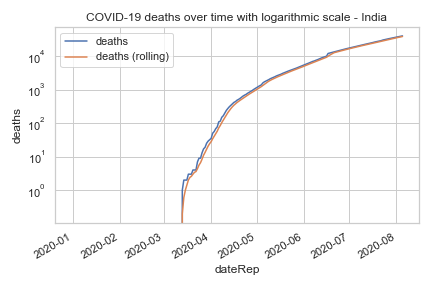 COVID-19 deaths over time with logarithmic scale - India
deaths
deaths (rolling)
10⁴
10³
10²
10¹
10⁰
deaths
2020-01
2020-02
2020-03
2020-04
2020-05
2020-06
2020-07
2020-08
dateRep